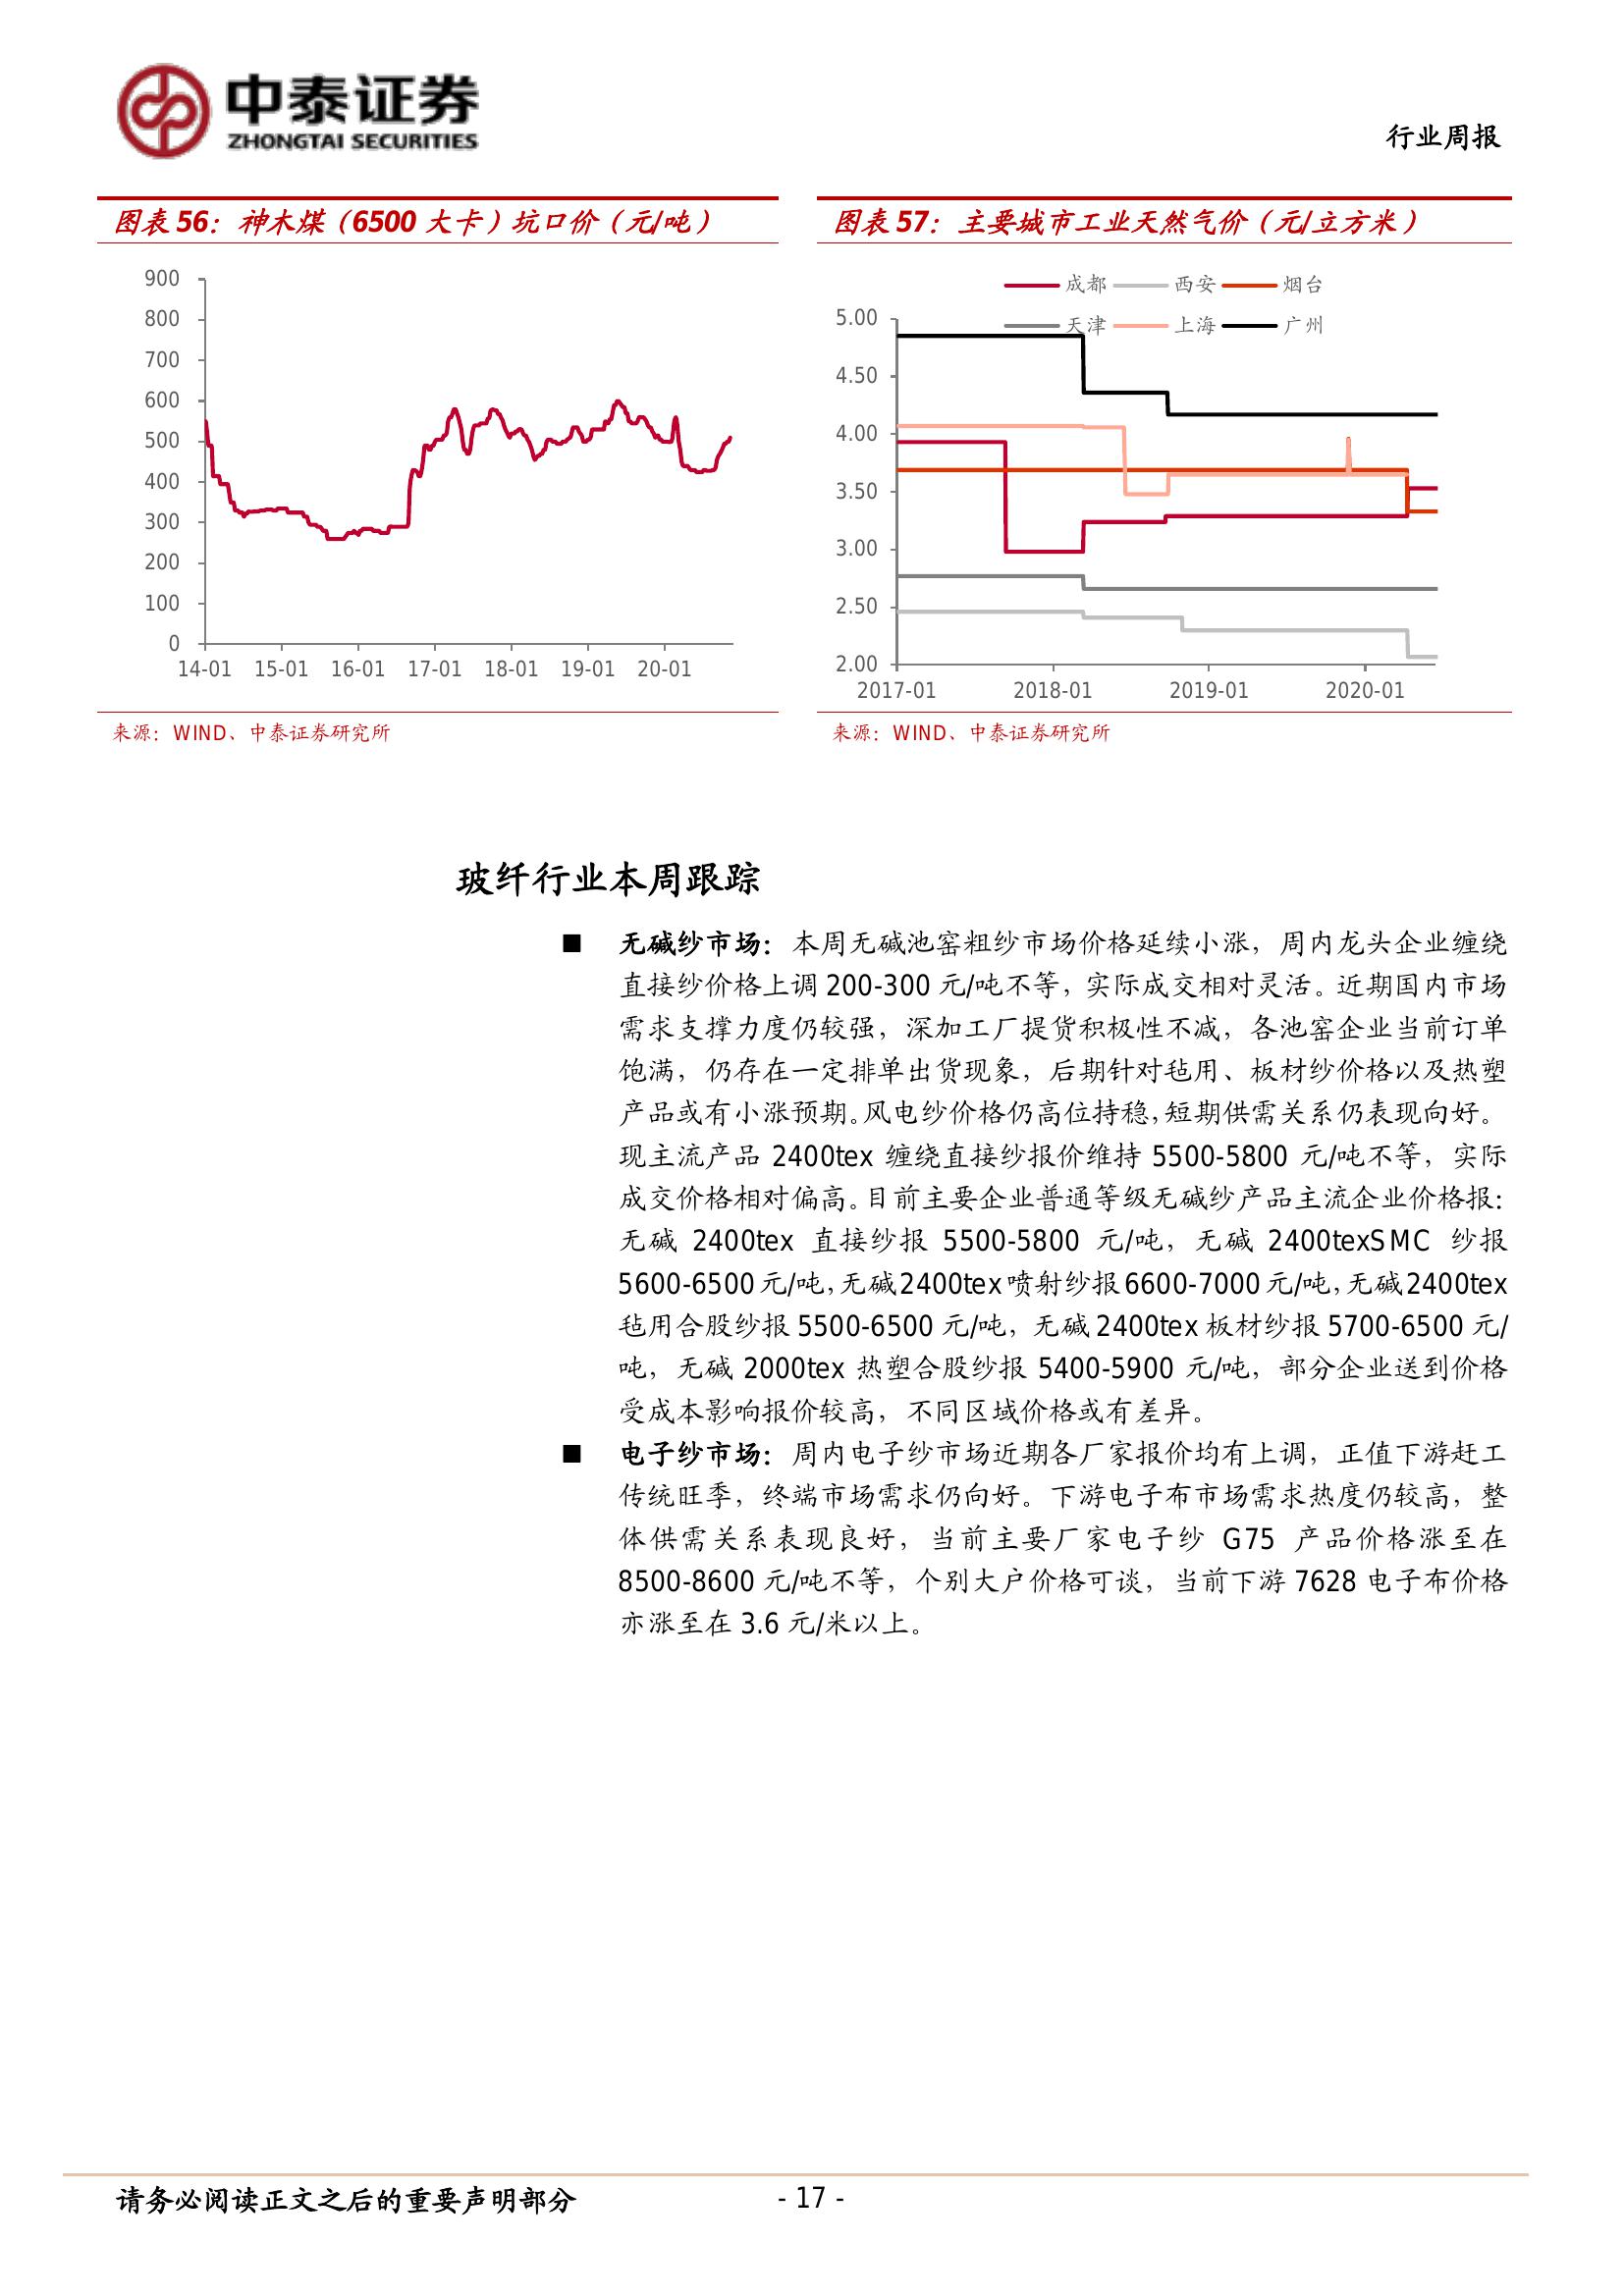 中泰证券
ZHONGTAI SECURITIES
行业周报
图表 56：神木煤（6500 大卡）坑口价（元/吨）
900
800
700
600
500
400
300
200
100
0
14-01 15-01 16-01 17-01 18-01 19-01 20-01
来源：WIND、中泰证券研究所
图表 57：主要城市工业天然气价（元/立方米）
成都 西安 烟台
天津 上海 广州
5.00
4.50
4.00
3.50
3.00
2.50
2.00
2017-01 2018-01 2019-01 2020-01
来源：WIND、中泰证券研究所
玻纤行业本周跟踪
■ 无碱纱市场：本周无碱池窑粗纱市场价格延续小涨，周内龙头企业缠绕
直接纱价格上调 200-300 元/吨不等，实际成交相对灵活。近期国内市场
需求支撑力度仍较强，深加工厂提货积极性不减，各池窑企业当前订单
饱满，仍存在一定排单出货现象，后期针对毡用、板材纱价格以及热塑
产品或有小涨预期。风电纱价格仍高位持稳，短期供需关系仍表现向好。
现主流产品 2400tex 缠绕直接纱报价维持 5500-5800 元/吨不等，实际
成交价格相对偏高。目前主要企业普通等级无碱纱产品主流企业价格报：
无碱 2400tex 直接纱报 5500-5800 元/吨，无碱 2400texSMC 纱报
5600-6500 元/吨，无碱 2400tex 喷射纱报 6600-7000 元/吨，无碱 2400tex
毡用合股纱报 5500-6500 元/吨，无碱 2400tex 板材纱报 5700-6500 元/
吨，无碱 2000tex 热塑合股纱报 5400-5900 元/吨，部分企业送到价格
受成本影响报价较高，不同区域价格或有差异。
■ 电子纱市场：周内电子纱市场近期各厂家报价均有上调，正值下游赶工
传统旺季，终端市场需求仍向好。下游电子布市场需求热度仍较高，整
体供需关系表现良好，当前主要厂家电子纱 G75 产品价格涨至在
8500-8600 元/吨不等，个别大户价格可谈，当前下游 7628 电子布价格
亦涨至在 3.6 元/米以上。
请务必阅读正文之后的重要声明部分
- 17 -